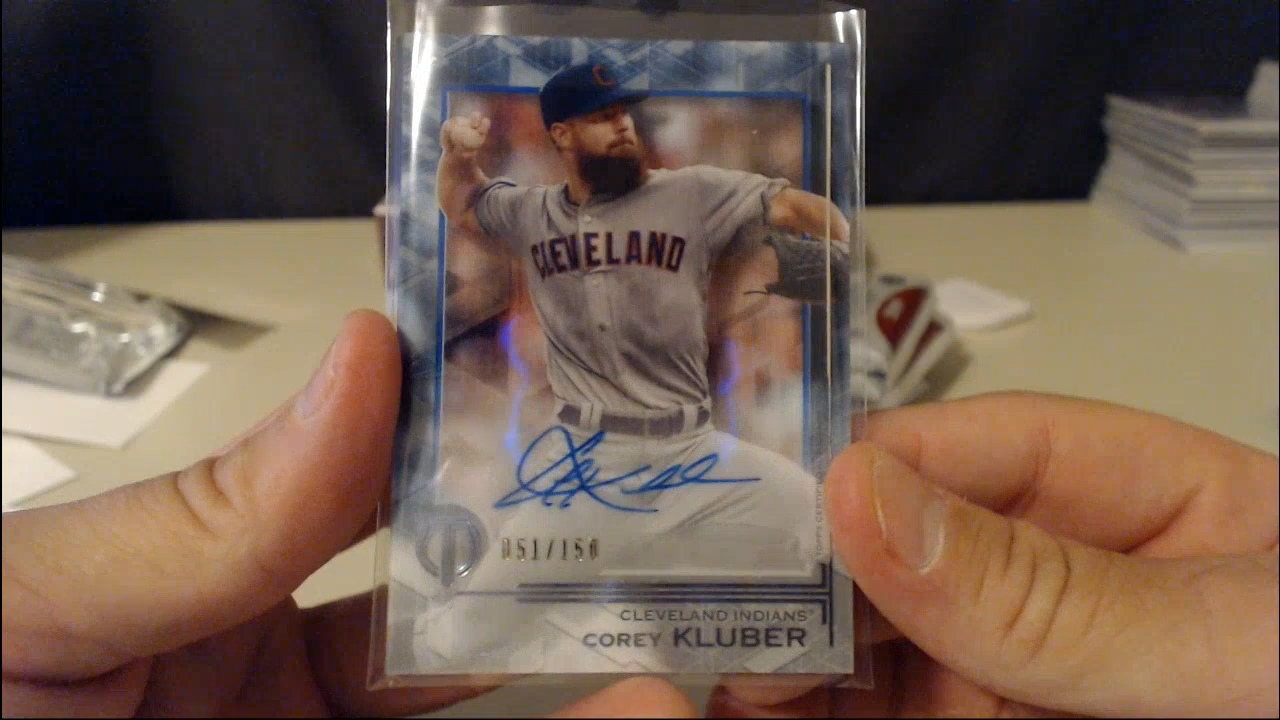 C
CLEVELAND
051/150
CLEVELAND INDIANS®
COREY KLUBER